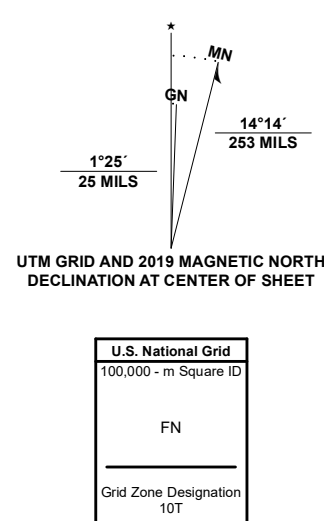 ★
MN
GN
14°14´
253 MILS
1°25´
25 MILS
UTM GRID AND 2019 MAGNETIC NORTH
DECLINATION AT CENTER OF SHEET
U.S. National Grid
100,000 - m Square ID
FN
Grid Zone Designation
10T